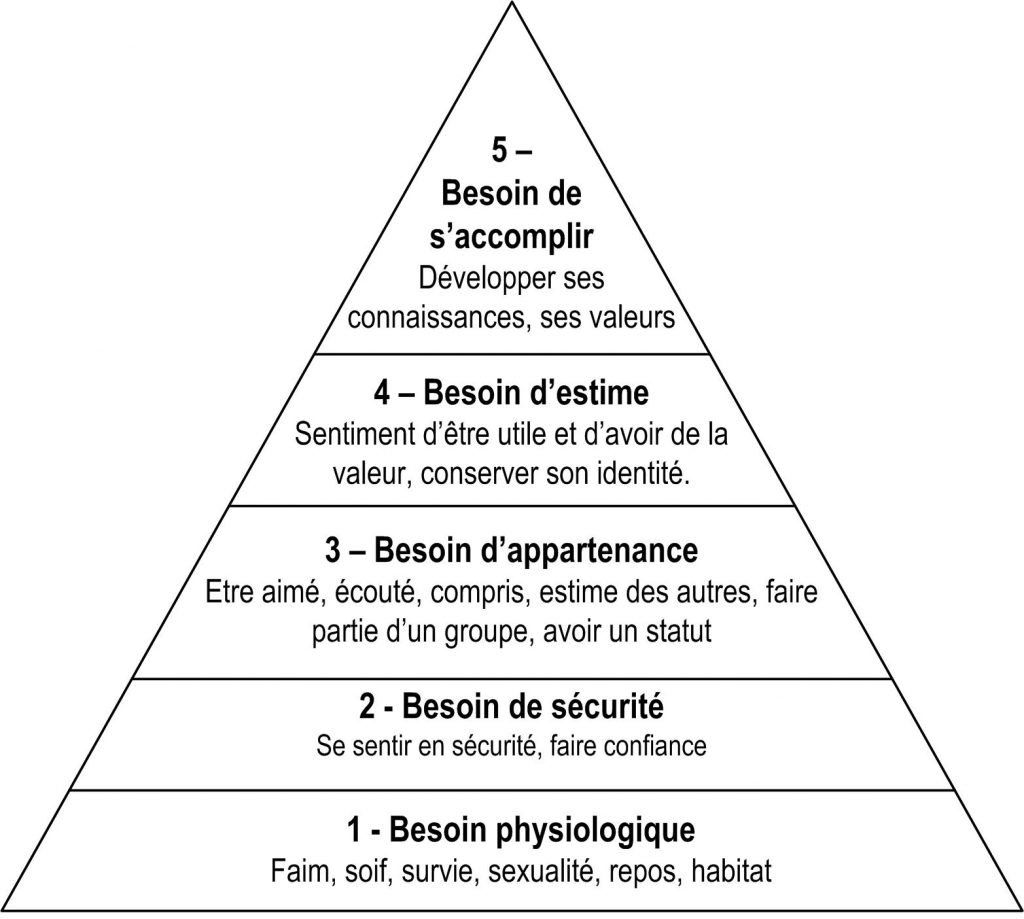 5 –
Besoin de
s’accomplir
Développer ses
connaissances, ses valeurs
4 – Besoin d’estime
Sentiment d’être utile et d’avoir de la
valeur, conserver son identité.
3 – Besoin d’appartenance
Etre aimé, écouté, compris, estime des autres, faire
partie d’un groupe, avoir un statut
2 - Besoin de sécurité
Se sentir en sécurité, faire confiance
1 - Besoin physiologique
Faim, soif, survie, sexualité, repos, habitat